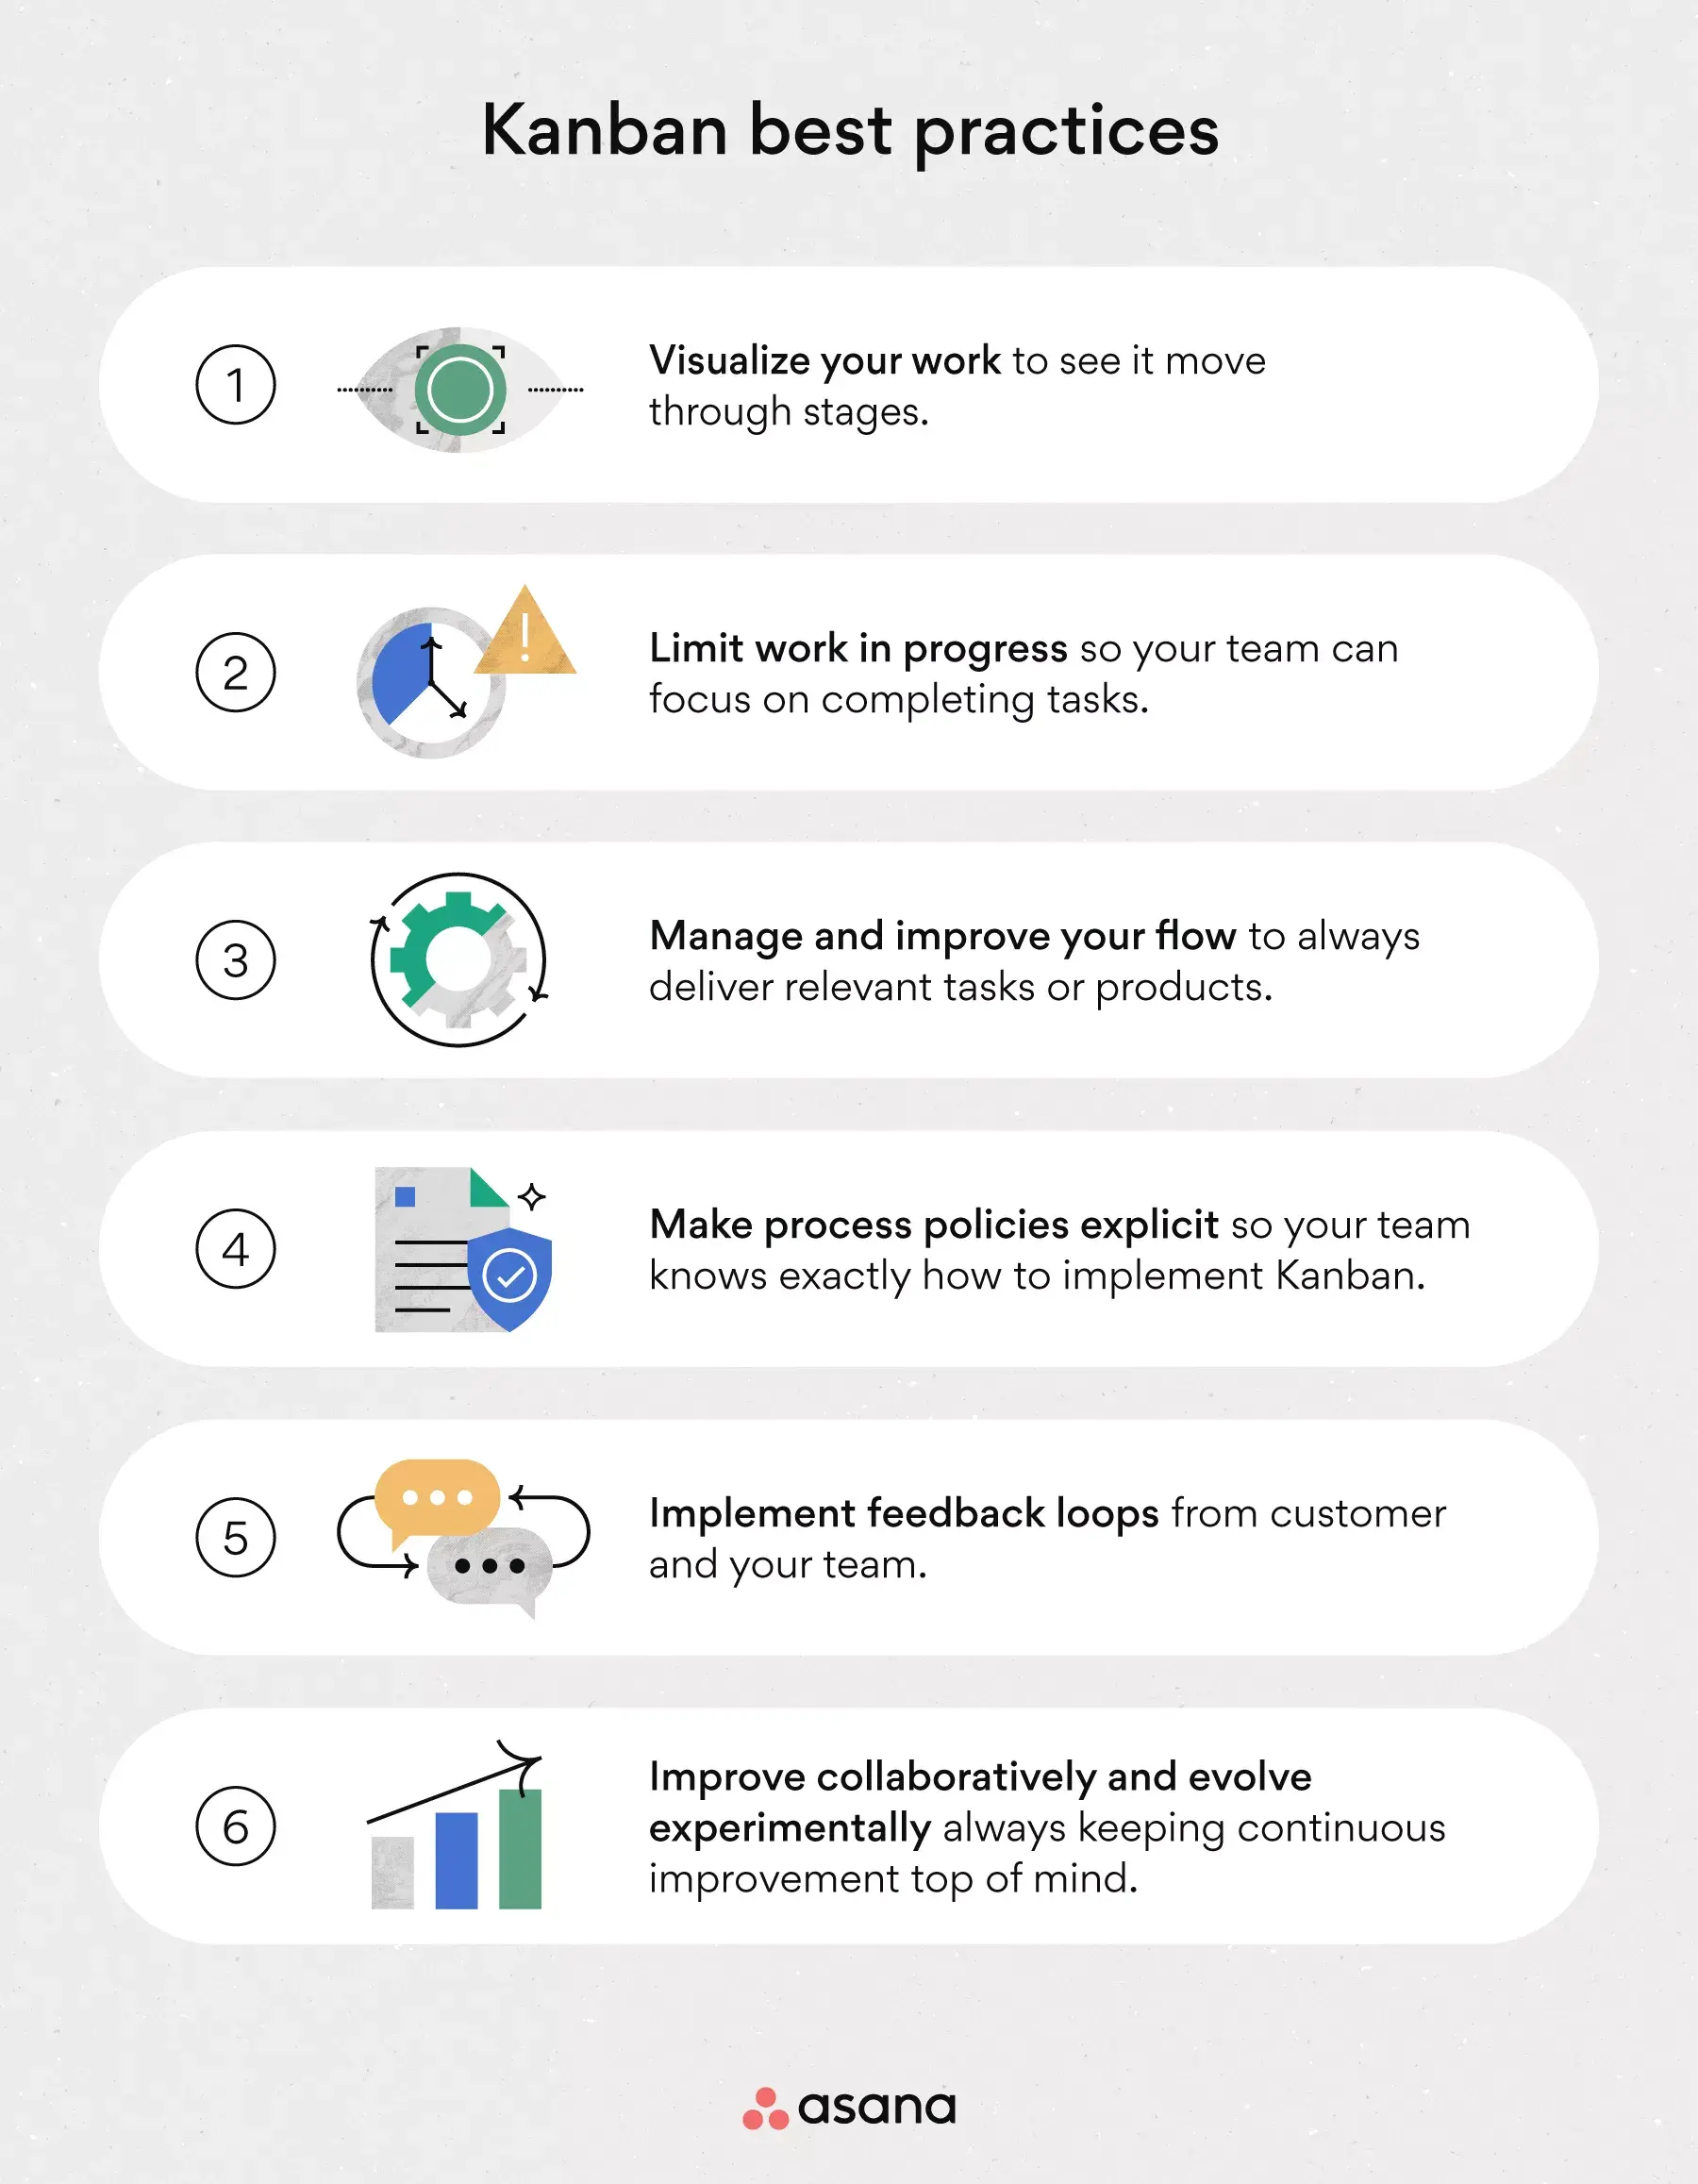 Kanban best practices
1
Visualize your work to see it move
through stages.
2
Limit work in progress so your team can
focus on completing tasks.
3
Manage and improve your flow to always
deliver relevant tasks or products.
4
Make process policies explicit so your team
knows exactly how to implement Kanban.
5
Implement feedback loops from customer
and your team.
6
Improve collaboratively and evolve
experimentally always keeping continuous
improvement top of mind.
asana